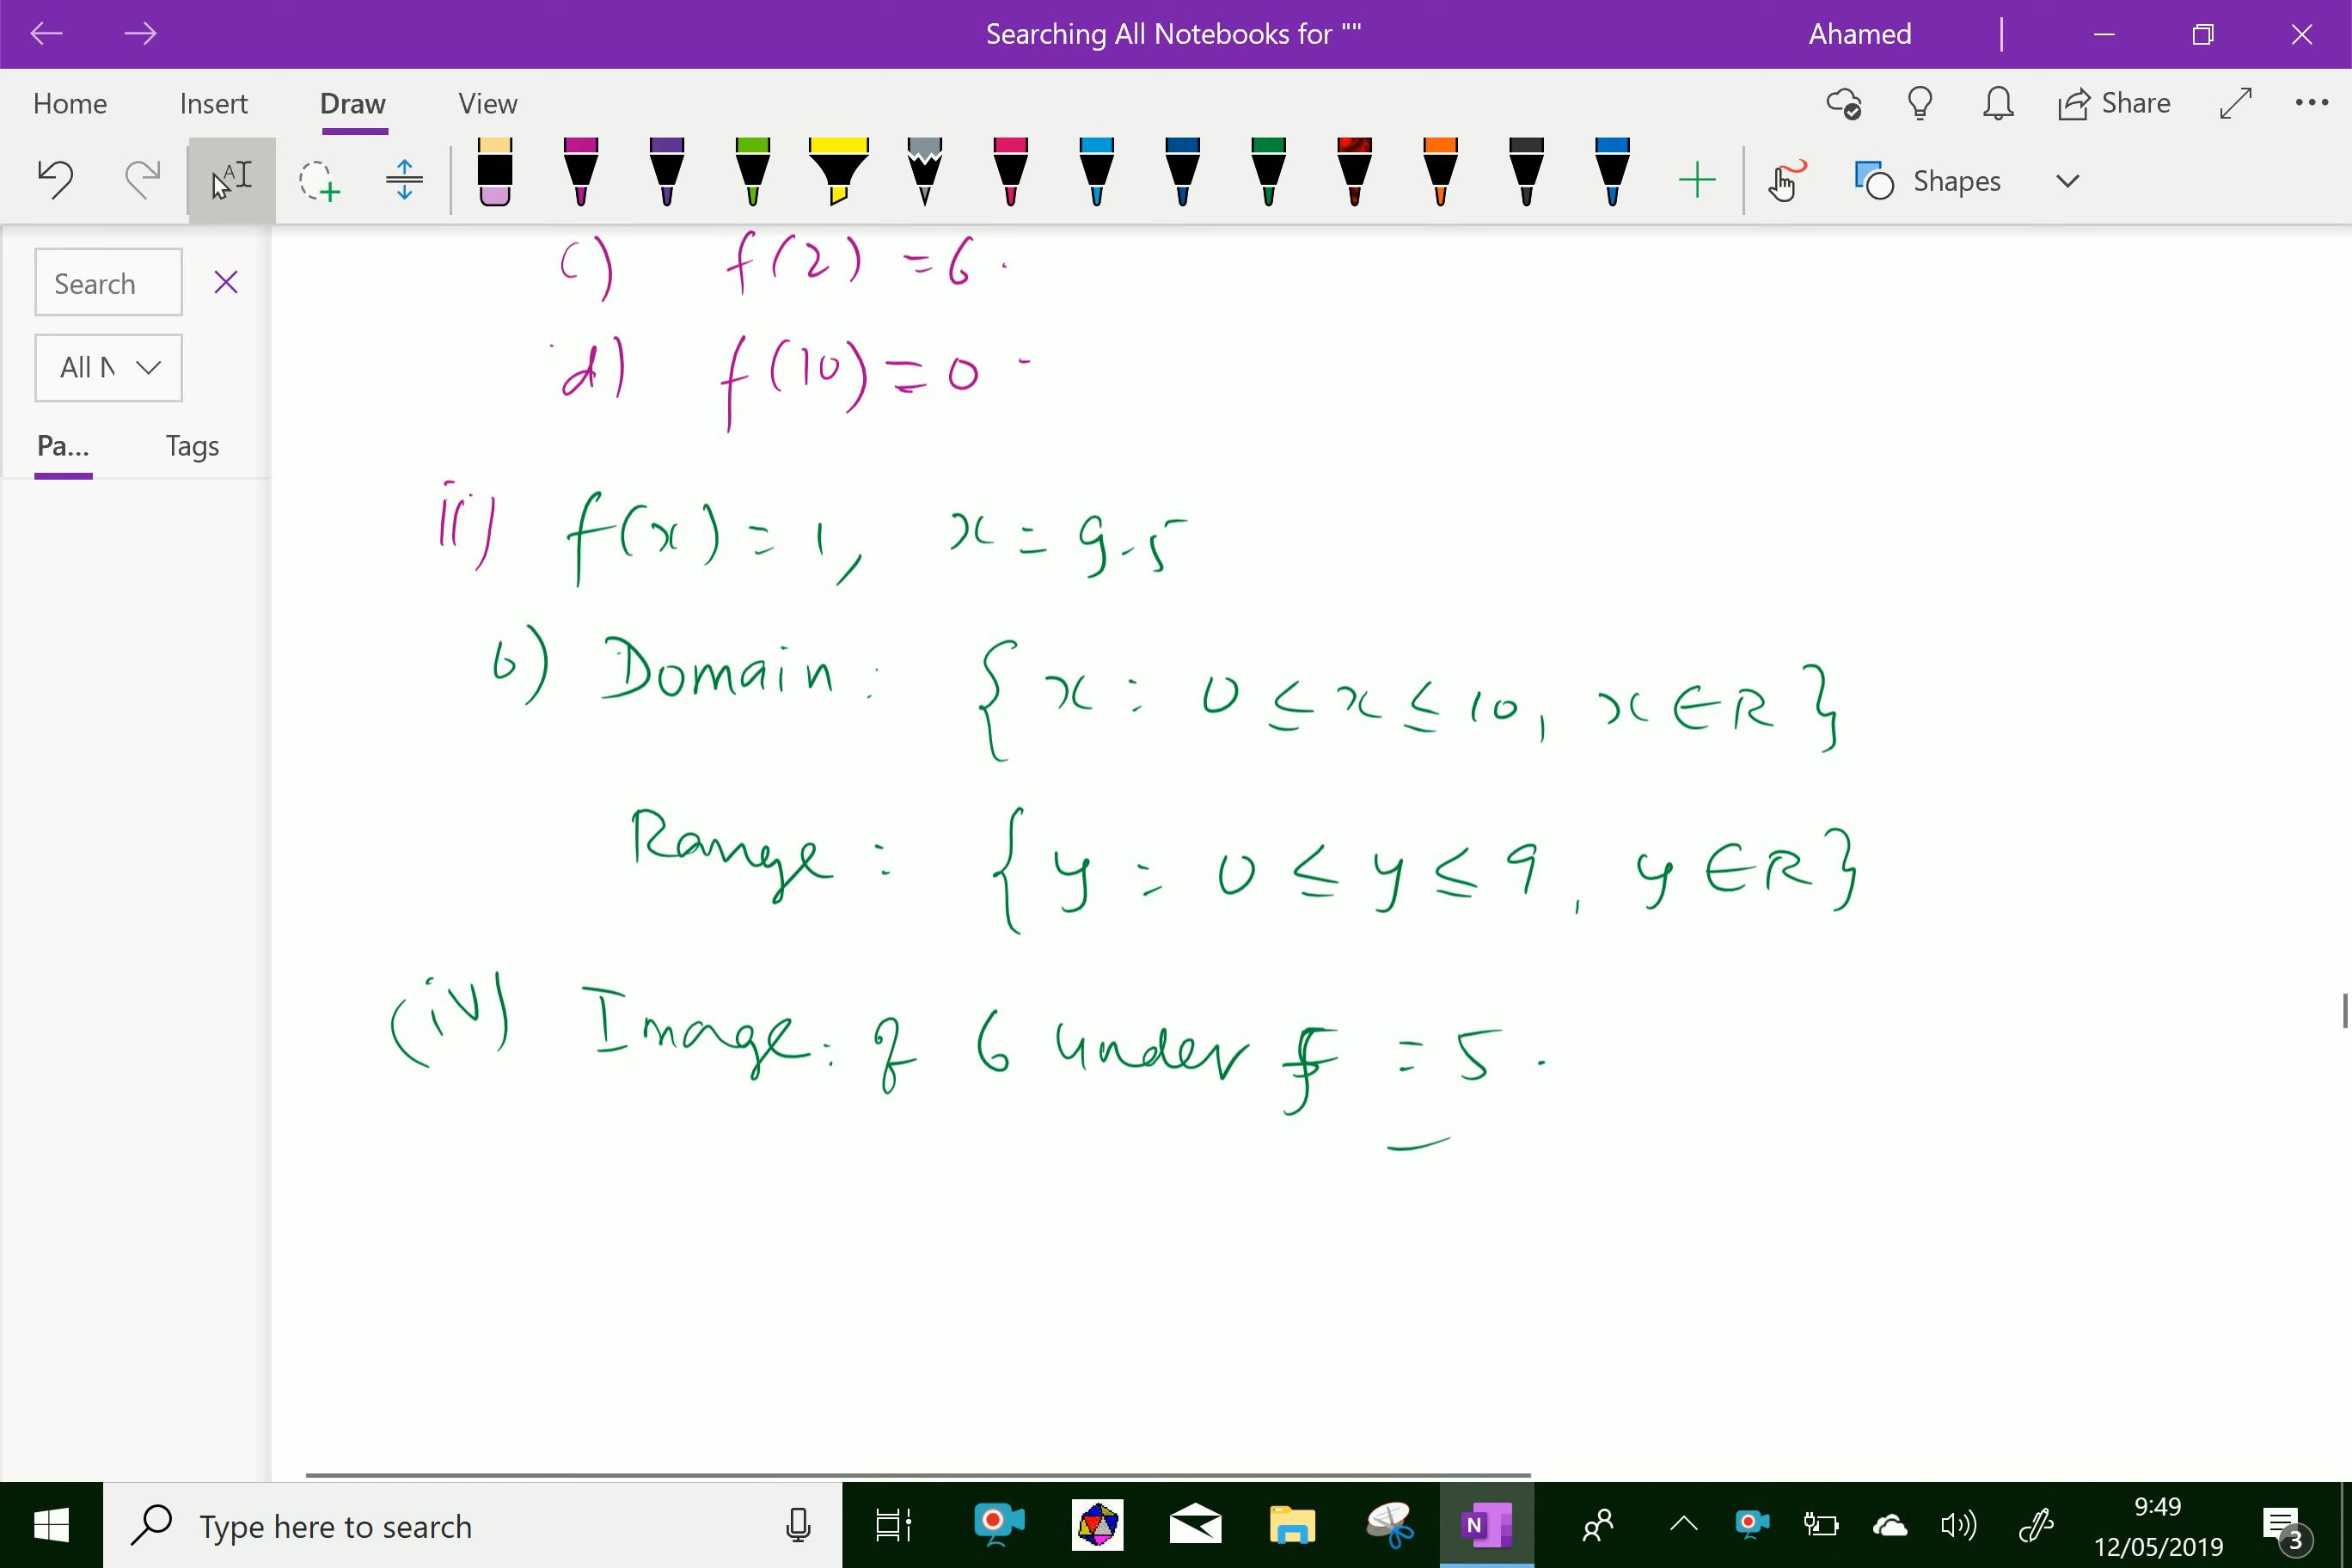 Searching All Notebooks for ""
Ahamed
Home Insert Draw View
Share
Shapes
Search
All N
Pa... Tags
c) f(2) = 6.
d) f(10) = 0
ii) f(x) = 1, x = 9.5
b) Domain: {x: 0 ≤ x ≤ 10, x ∈ R}
Range: {y: 0 ≤ y ≤ 9, y ∈ R}
(iv) Image: of 6 under f = 5.
Type here to search
N
9:49
12/05/2019
3